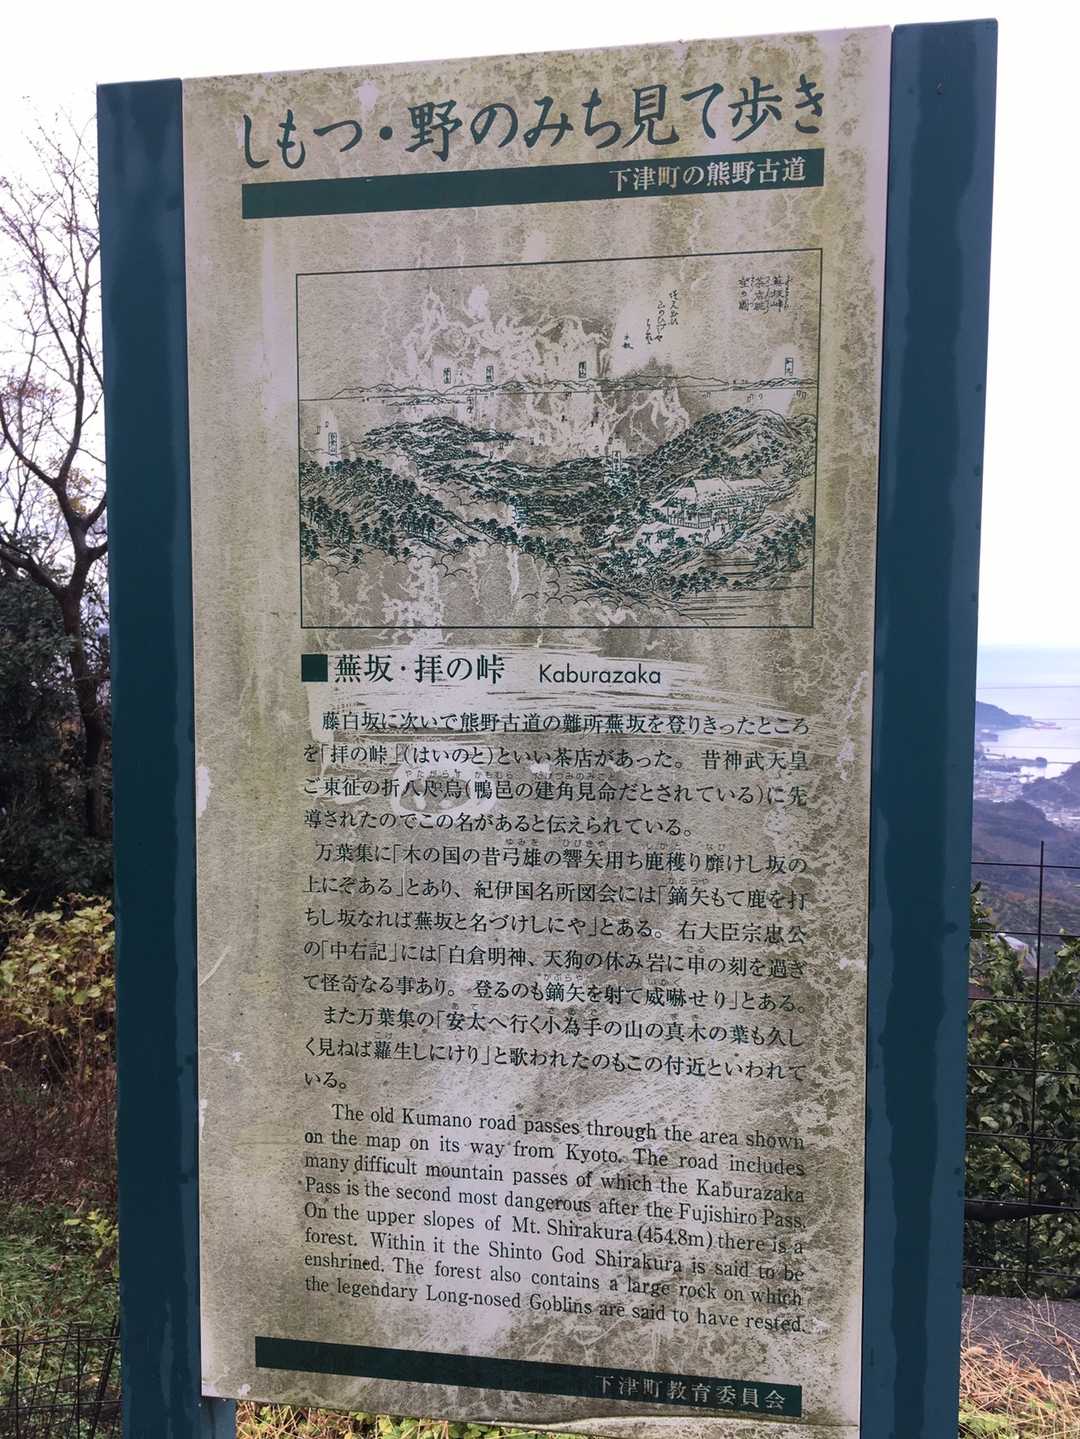 しもつ・野のみち見て歩き
下津町の熊野古道
蕪坂・拝の峠 Kaburazaka
藤白坂に次いで熊野古道の難所蕪坂を登りきったところ
を「拝の峠」(はいのと)といい茶店があった。昔神武天皇
ご東征の折八咫烏(鴨邑の建角見命だとされている)に先
導されたのでこの名があると伝えられている。
万葉集に「木の国の昔弓雄の響矢用ち鹿穫り靡けし坂の
上にぞある」とあり、紀伊国名所図会には「鏑矢もて鹿を打
ちし坂なれば蕪坂と名づけしにや」とある。右大臣宗忠公
の「中右記」には「白倉明神、天狗の休み岩に申の刻を過ぎ
て怪奇なる事あり。登るのも鏑矢を射て威嚇せり」とある。
また万葉集の「安太へ行く小為手の山の真木の葉も久し
く見ねば蘿生しにけり」と歌われたのもこの付近といわれて
いる。
The old Kumano road passes through the area shown
on the map on its way from Kyoto. The road includes
many difficult mountain passes of which the Kaburazaka
Pass is the second most dangerous after the Fujishiro Pass.
On the upper slopes of Mt. Shirakura (454.8m) there is a
forest. Within it the Shinto God Shirakura is said to be
enshrined. The forest also contains a large rock on which
the legendary Long-nosed Goblins are said to have rested.
下津町教育委員会